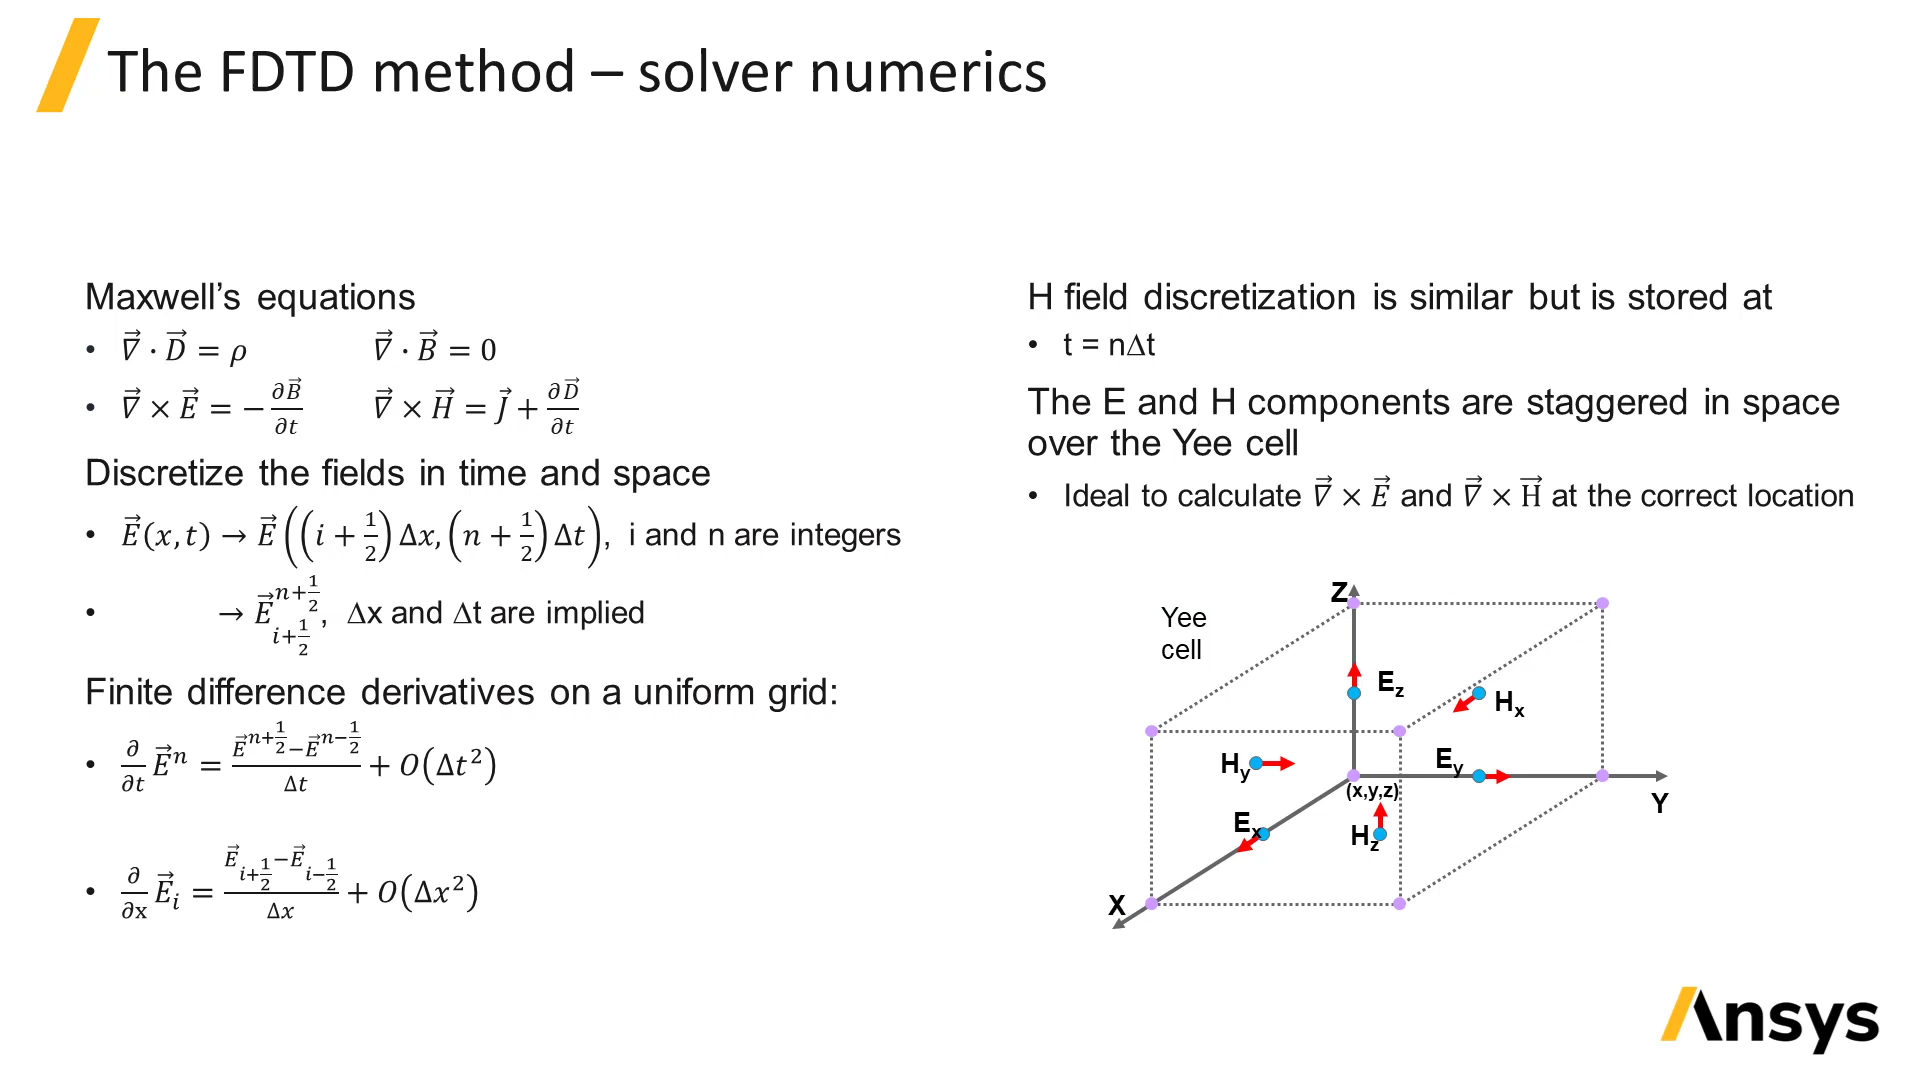 The FDTD method – solver numerics
Maxwell's equations
• ∇⃗ · D⃗ = ρ  ∇⃗ · B⃗ = 0
• ∇⃗ × E⃗ = −∂B⃗/∂t  ∇⃗ × H⃗ = J⃗ + ∂D⃗/∂t
Discretize the fields in time and space
• E⃗(x, t) → E⃗((i + 1/2)Δx, (n + 1/2)Δt), i and n are integers
• → E⃗_{i+1/2}^{n+1/2}, Δx and Δt are implied
Finite difference derivatives on a uniform grid:
• ∂/∂t E⃗^n = (E⃗^{n+1/2} − E⃗^{n−1/2})/Δt + O(Δt²)
• ∂/∂x E⃗_i = (E⃗_{i+1/2} − E⃗_{i−1/2})/Δx + O(Δx²)
H field discretization is similar but is stored at
• t = nΔt
The E and H components are staggered in space
over the Yee cell
• Ideal to calculate ∇⃗ × E⃗ and ∇⃗ × H⃗ at the correct location
Yee
cell
Z
E_z
H_x
H_y
E_y
(x,y,z)
Y
E_x
H_z
X
Ansys